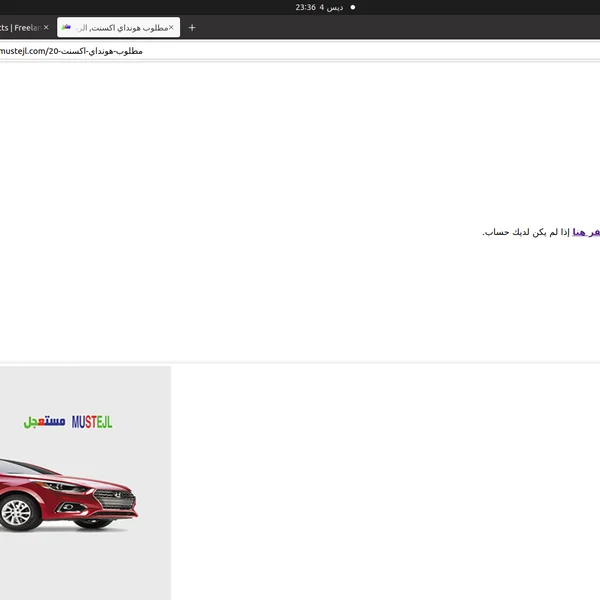 4 ديس 23:36
cts | Freelan
مطلوب هونداي اكسنت, الر
mustejl.com/20-مطلوب-هونداي-اكسنت
هنا إذا لم يكن لديك حساب.
مستعجل MUSTEJL